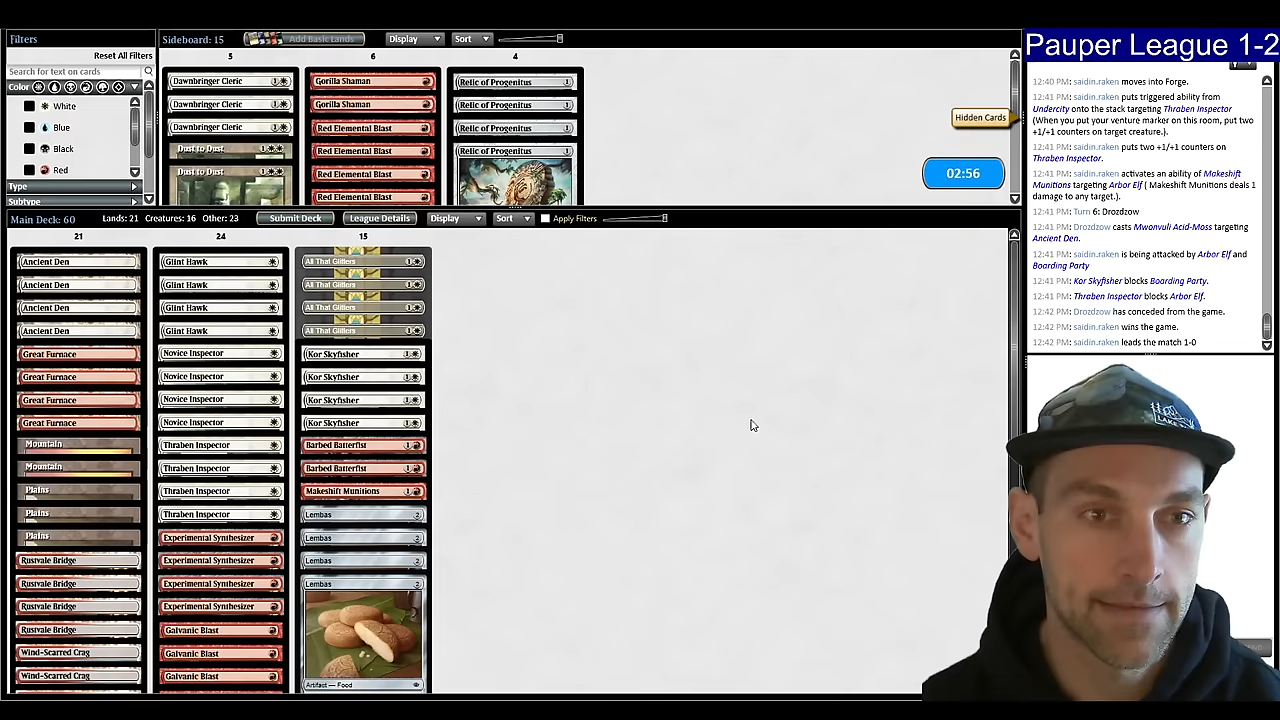 Filters
Reset All Filters
Search for text on cards
Color
White
Blue
Black
Red
Type
Subtype
Sideboard: 15
Add Basic Lands
Display
Sort
5
6
4
Dawnbringer Cleric
Dawnbringer Cleric
Dawnbringer Cleric
Dust to Dust
Dust to Dust
Gorilla Shaman
Gorilla Shaman
Red Elemental Blast
Red Elemental Blast
Red Elemental Blast
Red Elemental Blast
Relic of Progenitus
Relic of Progenitus
Relic of Progenitus
Relic of Progenitus
Hidden Cards
02:56
Main Deck: 60
Lands: 21 Creatures: 16 Other: 23
Submit Deck
League Details
Display
Sort
Apply Filters
21
24
15
Ancient Den
Ancient Den
Ancient Den
Ancient Den
Great Furnace
Great Furnace
Great Furnace
Great Furnace
Mountain
Mountain
Plains
Plains
Plains
Rustvale Bridge
Rustvale Bridge
Rustvale Bridge
Rustvale Bridge
Wind-Scarred Crag
Wind-Scarred Crag
Glint Hawk
Glint Hawk
Glint Hawk
Glint Hawk
Novice Inspector
Novice Inspector
Novice Inspector
Novice Inspector
Thraben Inspector
Thraben Inspector
Thraben Inspector
Thraben Inspector
Experimental Synthesizer
Experimental Synthesizer
Experimental Synthesizer
Experimental Synthesizer
Galvanic Blast
Galvanic Blast
Galvanic Blast
All That Glitters
All That Glitters
All That Glitters
All That Glitters
Kor Skyfisher
Kor Skyfisher
Kor Skyfisher
Kor Skyfisher
Barbed Batterfist
Barbed Batterfist
Makeshift Munitions
Lembas
Lembas
Lembas
Lembas
Artifact — Food
Pauper League 1-2
12:40 PM: saidin.raken moves into Forge.
12:41 PM: saidin.raken puts triggered ability from
Undercity onto the stack targeting Thraben Inspector
(When you put your venture marker on this room, put two
+1/+1 counters on target creature.).
12:41 PM: saidin.raken puts two +1/+1 counters on
Thraben Inspector.
12:41 PM: saidin.raken activates an ability of Makeshift
Munitions targeting Arbor Elf ( Makeshift Munitions deals 1
damage to any target.).
12:41 PM: Turn 6: Drozdzow
12:41 PM: Drozdzow casts Mwonvuli Acid-Moss targeting
Ancient Den.
12:41 PM: saidin.raken is being attacked by Arbor Elf and
Boarding Party
12:41 PM: Kor Skyfisher blocks Boarding Party.
12:41 PM: Thraben Inspector blocks Arbor Elf.
12:42 PM: Drozdzow has conceded from the game.
12:42 PM: saidin.raken wins the game.
12:42 PM: saidin.raken leads the match 1-0